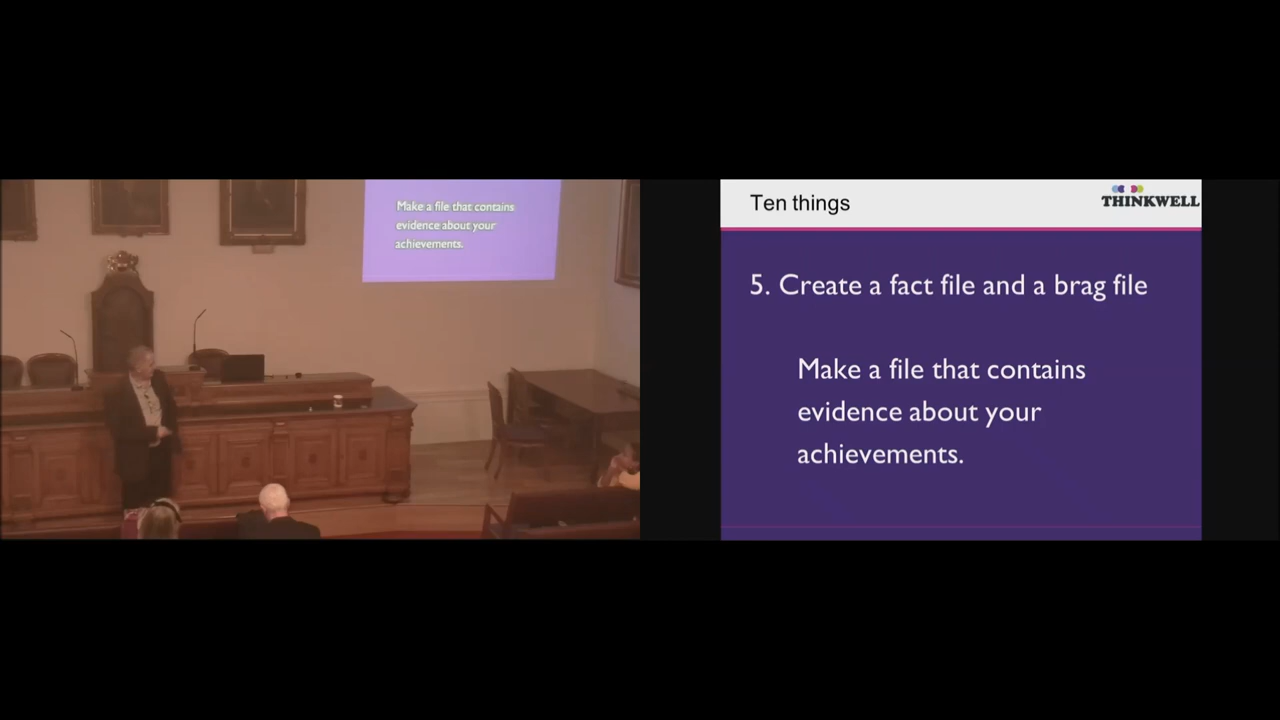 Make a file that contains
evidence about your
achievements.
Ten things
THINKWELL
5. Create a fact file and a brag file
Make a file that contains
evidence about your
achievements.